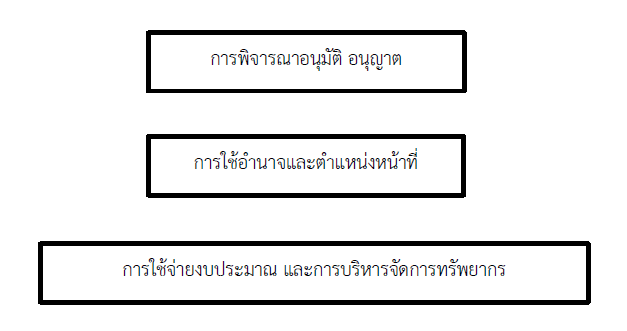 การพิจารณาอนุมัติ อนุญาต
การใช้อำนาจและตำแหน่งหน้าที่
การใช้จ่ายงบประมาณ และการบริหารจัดการทรัพยากร